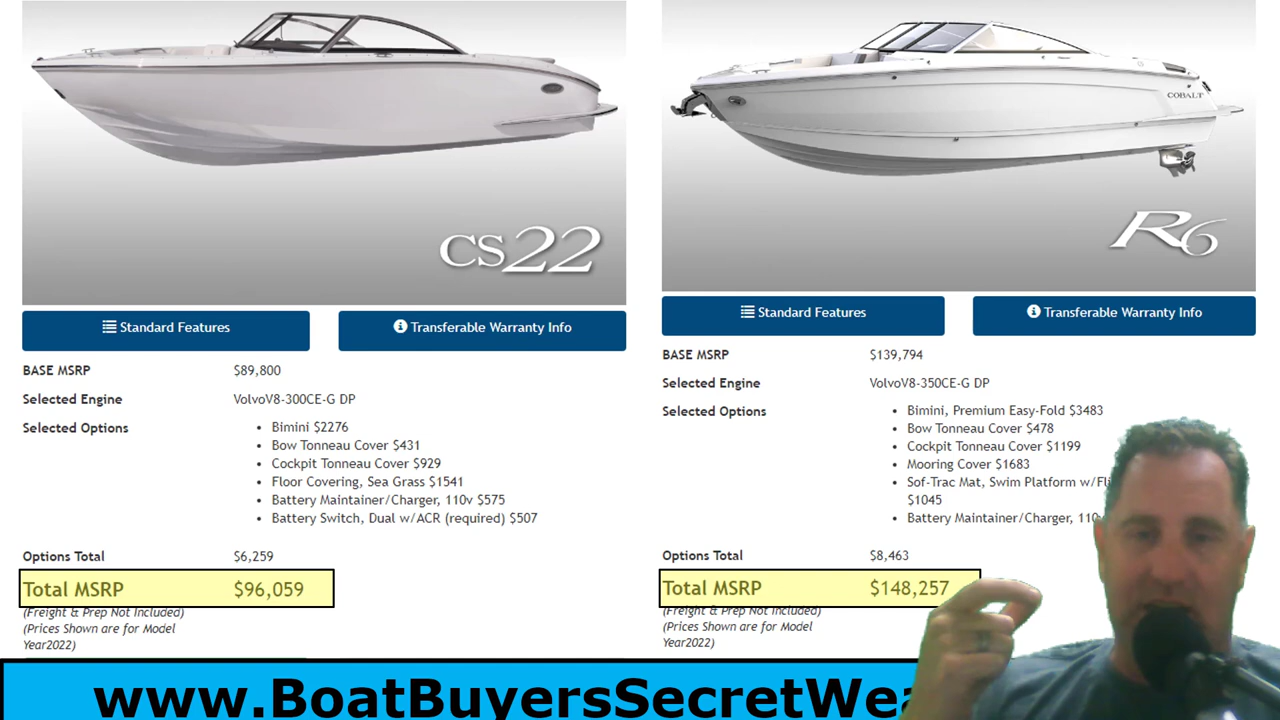 CS22
Standard Features
Transferable Warranty Info
BASE MSRP $89,800
Selected Engine VolvoV8-300CE-G DP
Selected Options
Bimini $2276
Bow Tonneau Cover $431
Cockpit Tonneau Cover $929
Floor Covering, Sea Grass $1541
Battery Maintainer/Charger, 110v $575
Battery Switch, Dual w/ACR (required) $507
Options Total $6,259
Total MSRP $96,059
(Freight & Prep Not Included)
(Prices Shown are for Model
Year2022)
COBALT
R6
Standard Features
Transferable Warranty Info
BASE MSRP $139,794
Selected Engine VolvoV8-350CE-G DP
Selected Options
Bimini, Premium Easy-Fold $3483
Bow Tonneau Cover $478
Cockpit Tonneau Cover $1199
Mooring Cover $1683
Sof-Trac Mat, Swim Platform
$1045
Battery Maintainer/Charger,
Options Total $8,463
Total MSRP $148,257
(Freight & Prep Not Included)
(Prices Shown are for Model
Year2022)